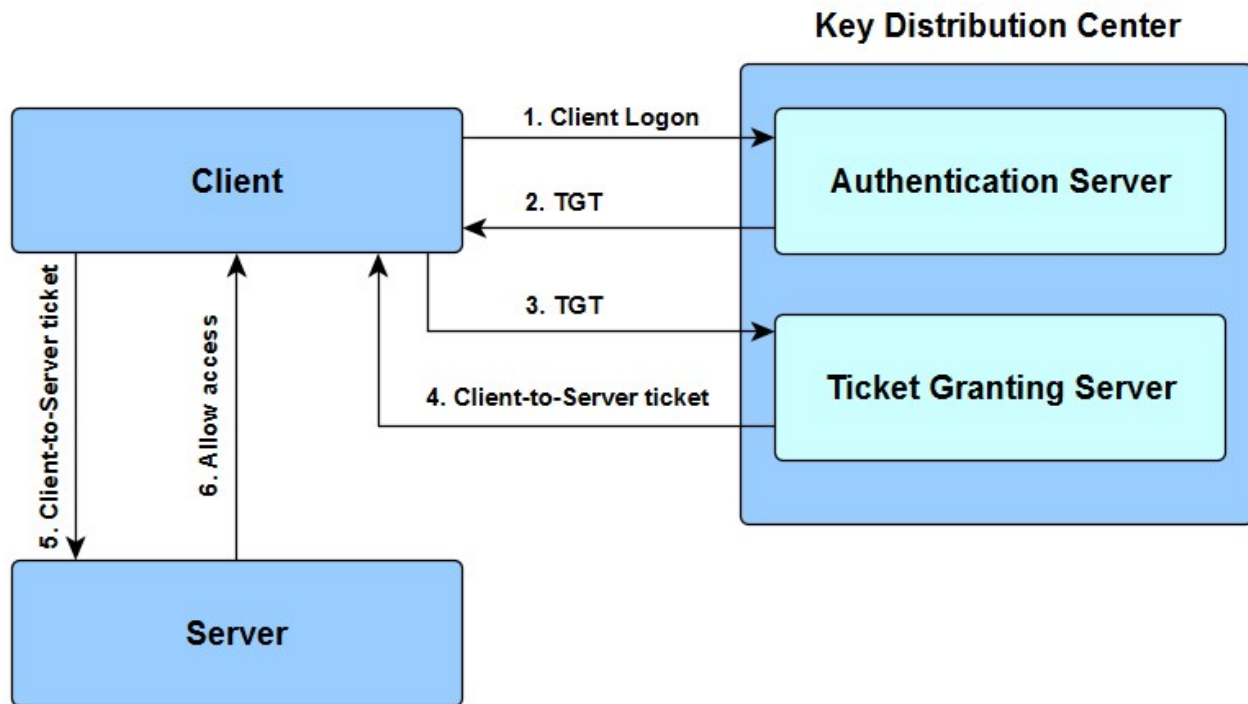 Key Distribution Center
1. Client Logon
Client
Authentication Server
2. TGT
3. TGT
Ticket Granting Server
4. Client-to-Server ticket
5. Client-to-Server ticket
6. Allow access
Server